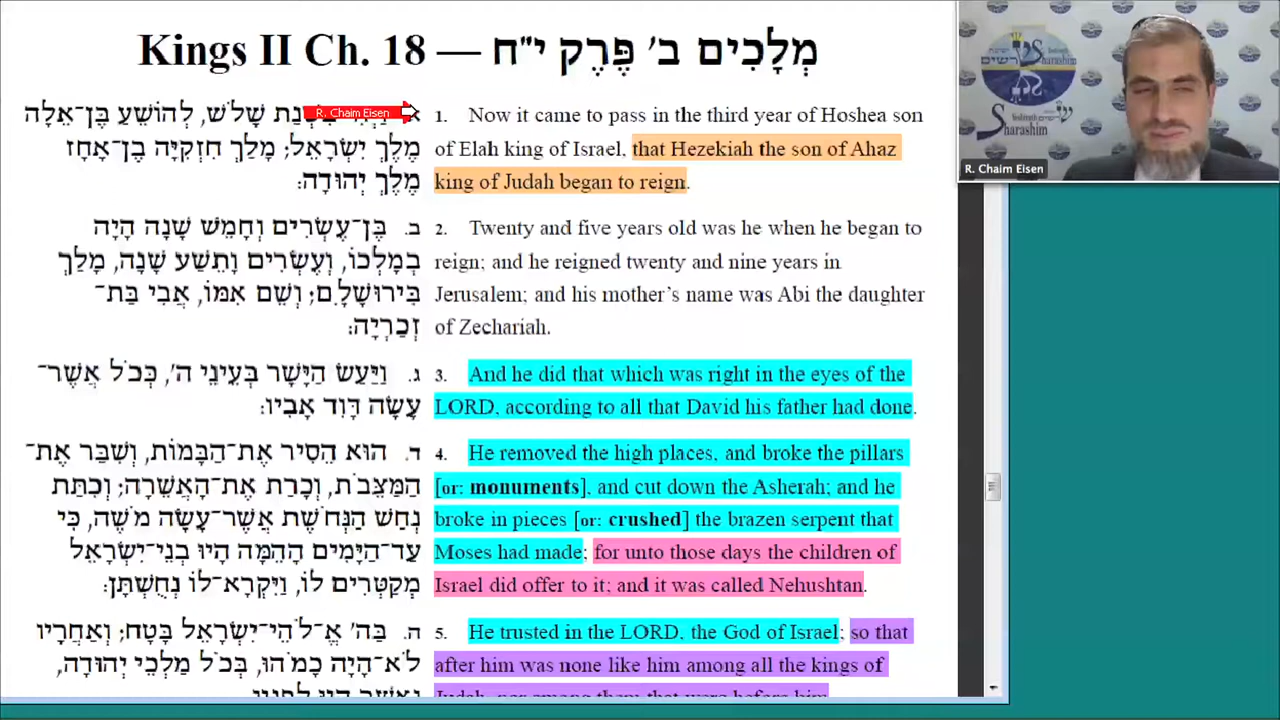 Kings II Ch. 18 — מְלָכִים ב׳ פֶּרֶק י״ח
R. Chaim Eisen
שְׁנַת שָׁלֹשׁ, לְהוֹשֵׁעַ בֶּן־אֵלָה
מֶלֶךְ יִשְׂרָאֵל; מָלַךְ חִזְקִיָּה בֶן־אָחָז
מֶלֶךְ יְהוּדָה:
1. Now it came to pass in the third year of Hoshea son
of Elah king of Israel, that Hezekiah the son of Ahaz
king of Judah began to reign.
ב. בֶּן־עֶשְׂרִים וְחָמֵשׁ שָׁנָה הָיָה
בְמָלְכוֹ, וְעֶשְׂרִים וָתֵשַׁע שָׁנָה, מָלַךְ
בִּירוּשָׁלָ͏ִם; וְשֵׁם אִמּוֹ, אֲבִי בַּת־
זְכַרְיָה:
2. Twenty and five years old was he when he began to
reign; and he reigned twenty and nine years in
Jerusalem; and his mother’s name was Abi the daughter
of Zechariah.
ג. וַיַּעַשׂ הַיָּשָׁר בְּעֵינֵי ה׳, כְּכֹל אֲשֶׁר־
עָשָׂה דָּוִד אָבִיו:
3. And he did that which was right in the eyes of the
LORD, according to all that David his father had done.
ד. הוּא הֵסִיר אֶת־הַבָּמוֹת, וְשִׁבַּר אֶת־
הַמַּצֵּבֹת, וְכָרַת אֶת־הָאֲשֵׁרָה; וְכִתַּת
נְחַשׁ הַנְּחֹשֶׁת אֲשֶׁר־עָשָׂה מֹשֶׁה, כִּי
עַד־הַיָּמִים הָהֵמָּה הָיוּ בְנֵי־יִשְׂרָאֵל
מְקַטְּרִים לוֹ, וַיִּקְרָא־לוֹ נְחֻשְׁתָּן:
4. He removed the high places, and broke the pillars
[or: monuments], and cut down the Asherah; and he
broke in pieces [or: crushed] the brazen serpent that
Moses had made; for unto those days the children of
Israel did offer to it; and it was called Nehushtan.
ה. בַּה׳ אֱ־לֹהֵי־יִשְׂרָאֵל בָּטָח; וְאַחֲרָיו
לֹא־הָיָה כָמֹהוּ, בְּכֹל מַלְכֵי יְהוּדָה,
5. He trusted in the LORD, the God of Israel; so that
after him was none like him among all the kings of
Judah, nor among them that were before him
R. Chaim Eisen